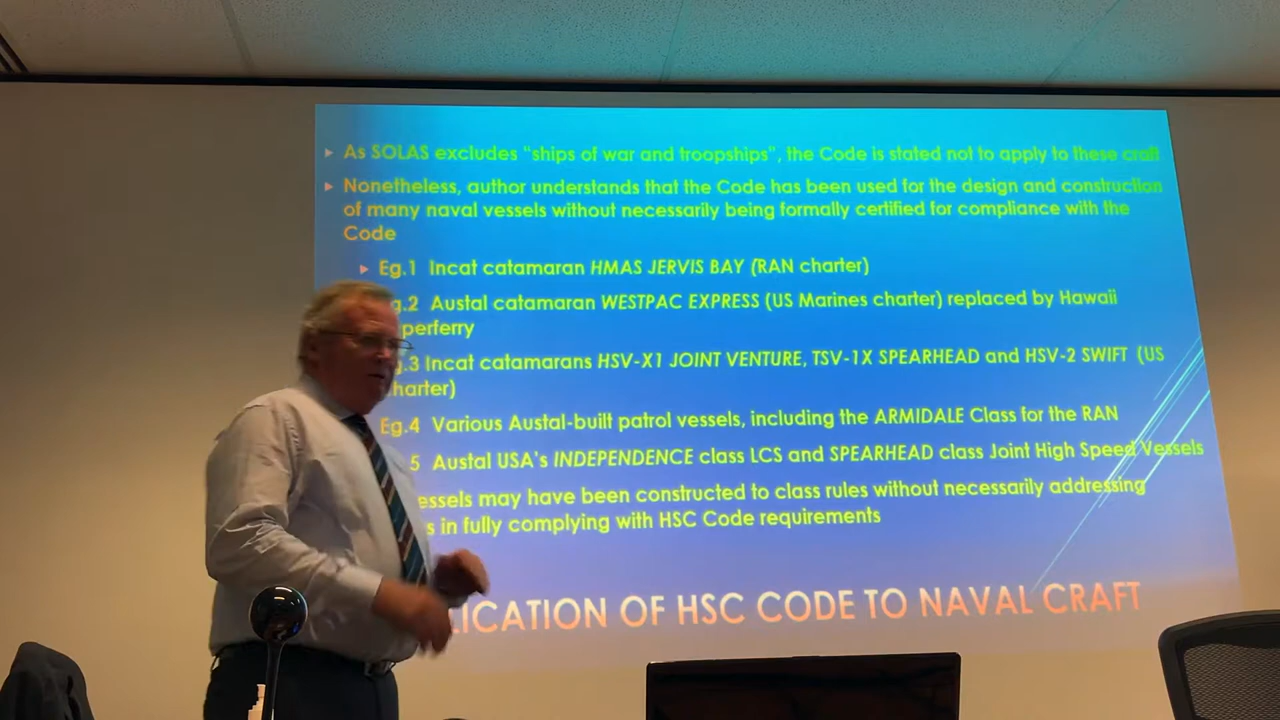 As SOLAS excludes "ships of war and troopships", the Code is stated not to apply to these craft
Nonetheless, author understands that the Code has been used for the design and construction
of many naval vessels without necessarily being formally certified for compliance with the
Code
Eg.1 Incat catamaran HMAS JERVIS BAY (RAN charter)
g.2 Austal catamaran WESTPAC EXPRESS (US Marines charter) replaced by Hawaii
perferry
g.3 Incat catamarans HSV-X1 JOINT VENTURE, TSV-1X SPEARHEAD and HSV-2 SWIFT (US
harter)
Eg.4 Various Austal-built patrol vessels, including the ARMIDALE Class for the RAN
5 Austal USA's INDEPENDENCE class LCS and SPEARHEAD class Joint High Speed Vessels
essels may have been constructed to class rules without necessarily addressing
s in fully complying with HSC Code requirements
LICATION OF HSC CODE TO NAVAL CRAFT